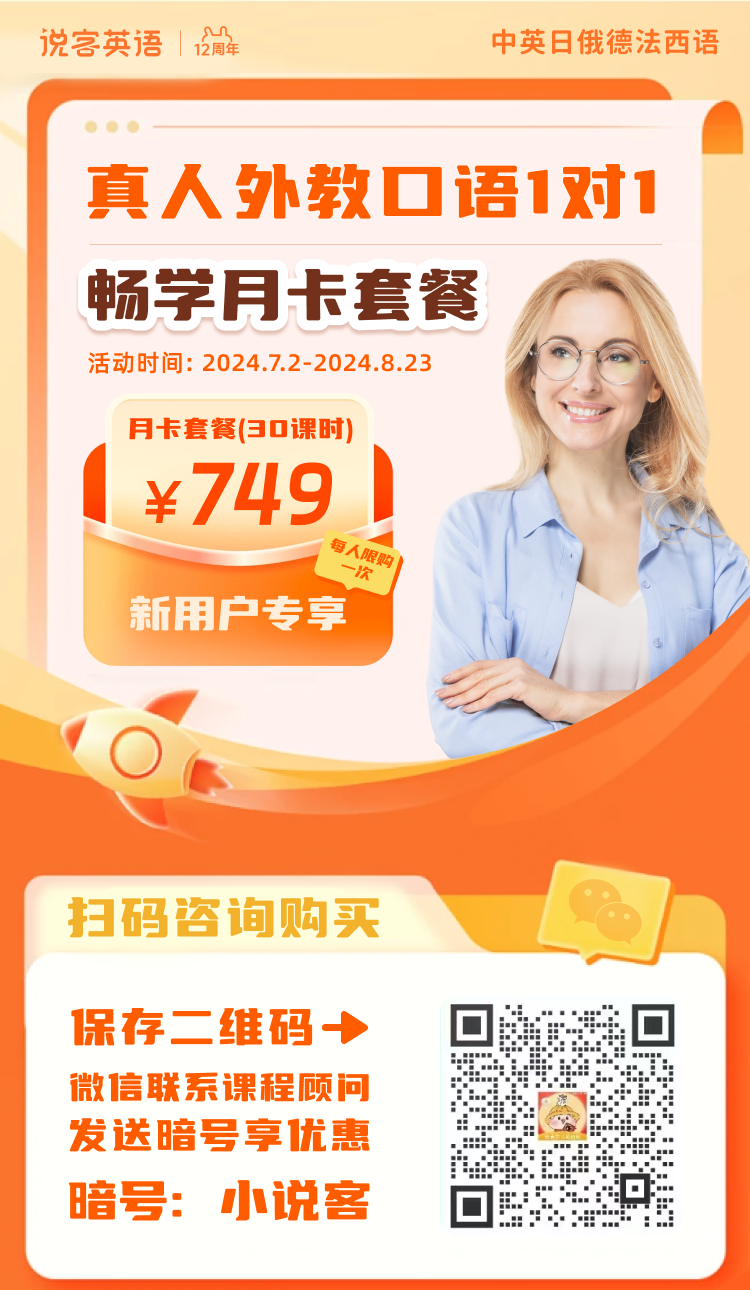 说客英语
12周年
中英日俄德法西语
真人外教口语1对1
畅学月卡套餐
活动时间: 2024.7.2-2024.8.23
月卡套餐(30课时)
¥749
每人限购
一次
新用户专享
扫码咨询购买
保存二维码→
微信联系课程顾问
发送暗号享优惠
暗号: 小说客